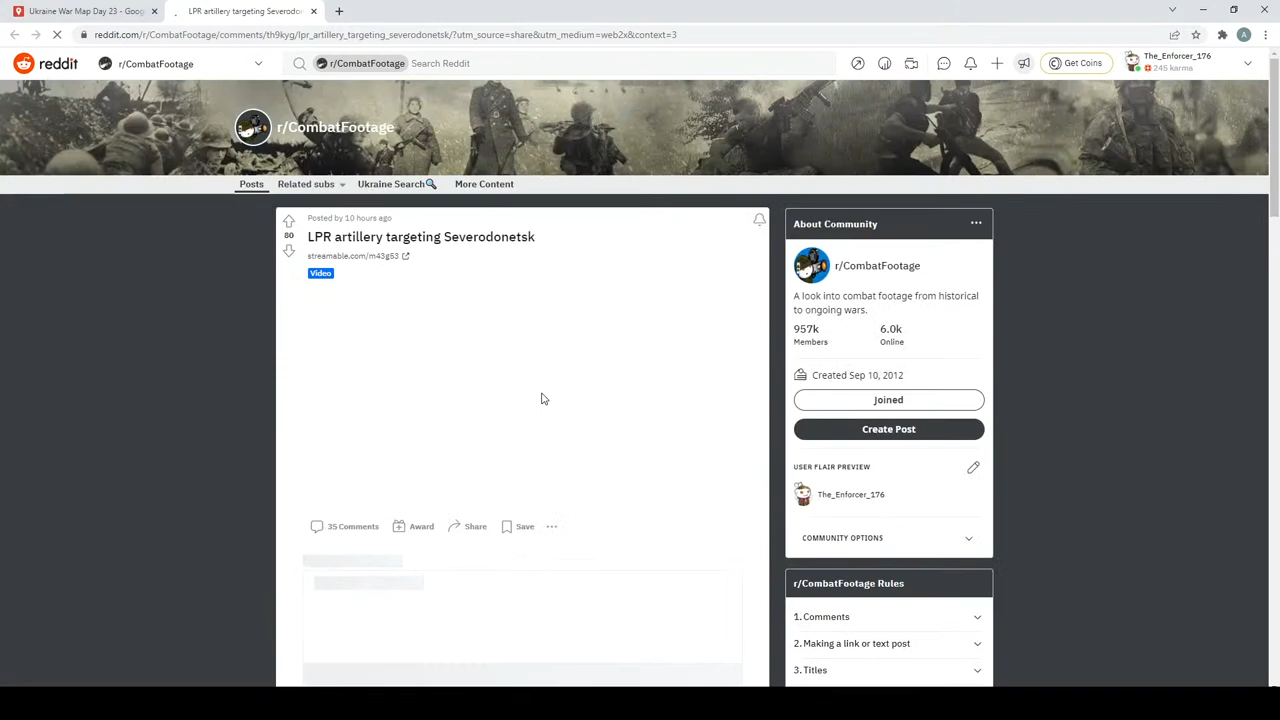 Ukraine War Map Day 23 - Goog
LPR artillery targeting Severodon
reddit.com/r/CombatFootage/comments/th9kyg/lpr_artillery_targeting_severodonetsk/?utm_source=share&utm_medium=web2x&context=3
A
reddit
r/CombatFootage
r/CombatFootage
Search Reddit
Get Coins
The_Enforcer_176
245 karma
r/CombatFootage
Posts
Related subs
Ukraine Search🔍
More Content
Posted by 10 hours ago
80
LPR artillery targeting Severodonetsk
streamable.com/m43g53
Video
35 Comments
Award
Share
Save
About Community
r/CombatFootage
A look into combat footage from historical
to ongoing wars.
957k
6.0k
Members
Online
Created Sep 10, 2012
Joined
Create Post
USER FLAIR PREVIEW
The_Enforcer_176
COMMUNITY OPTIONS
r/CombatFootage Rules
1. Comments
2. Making a link or text post
3. Titles